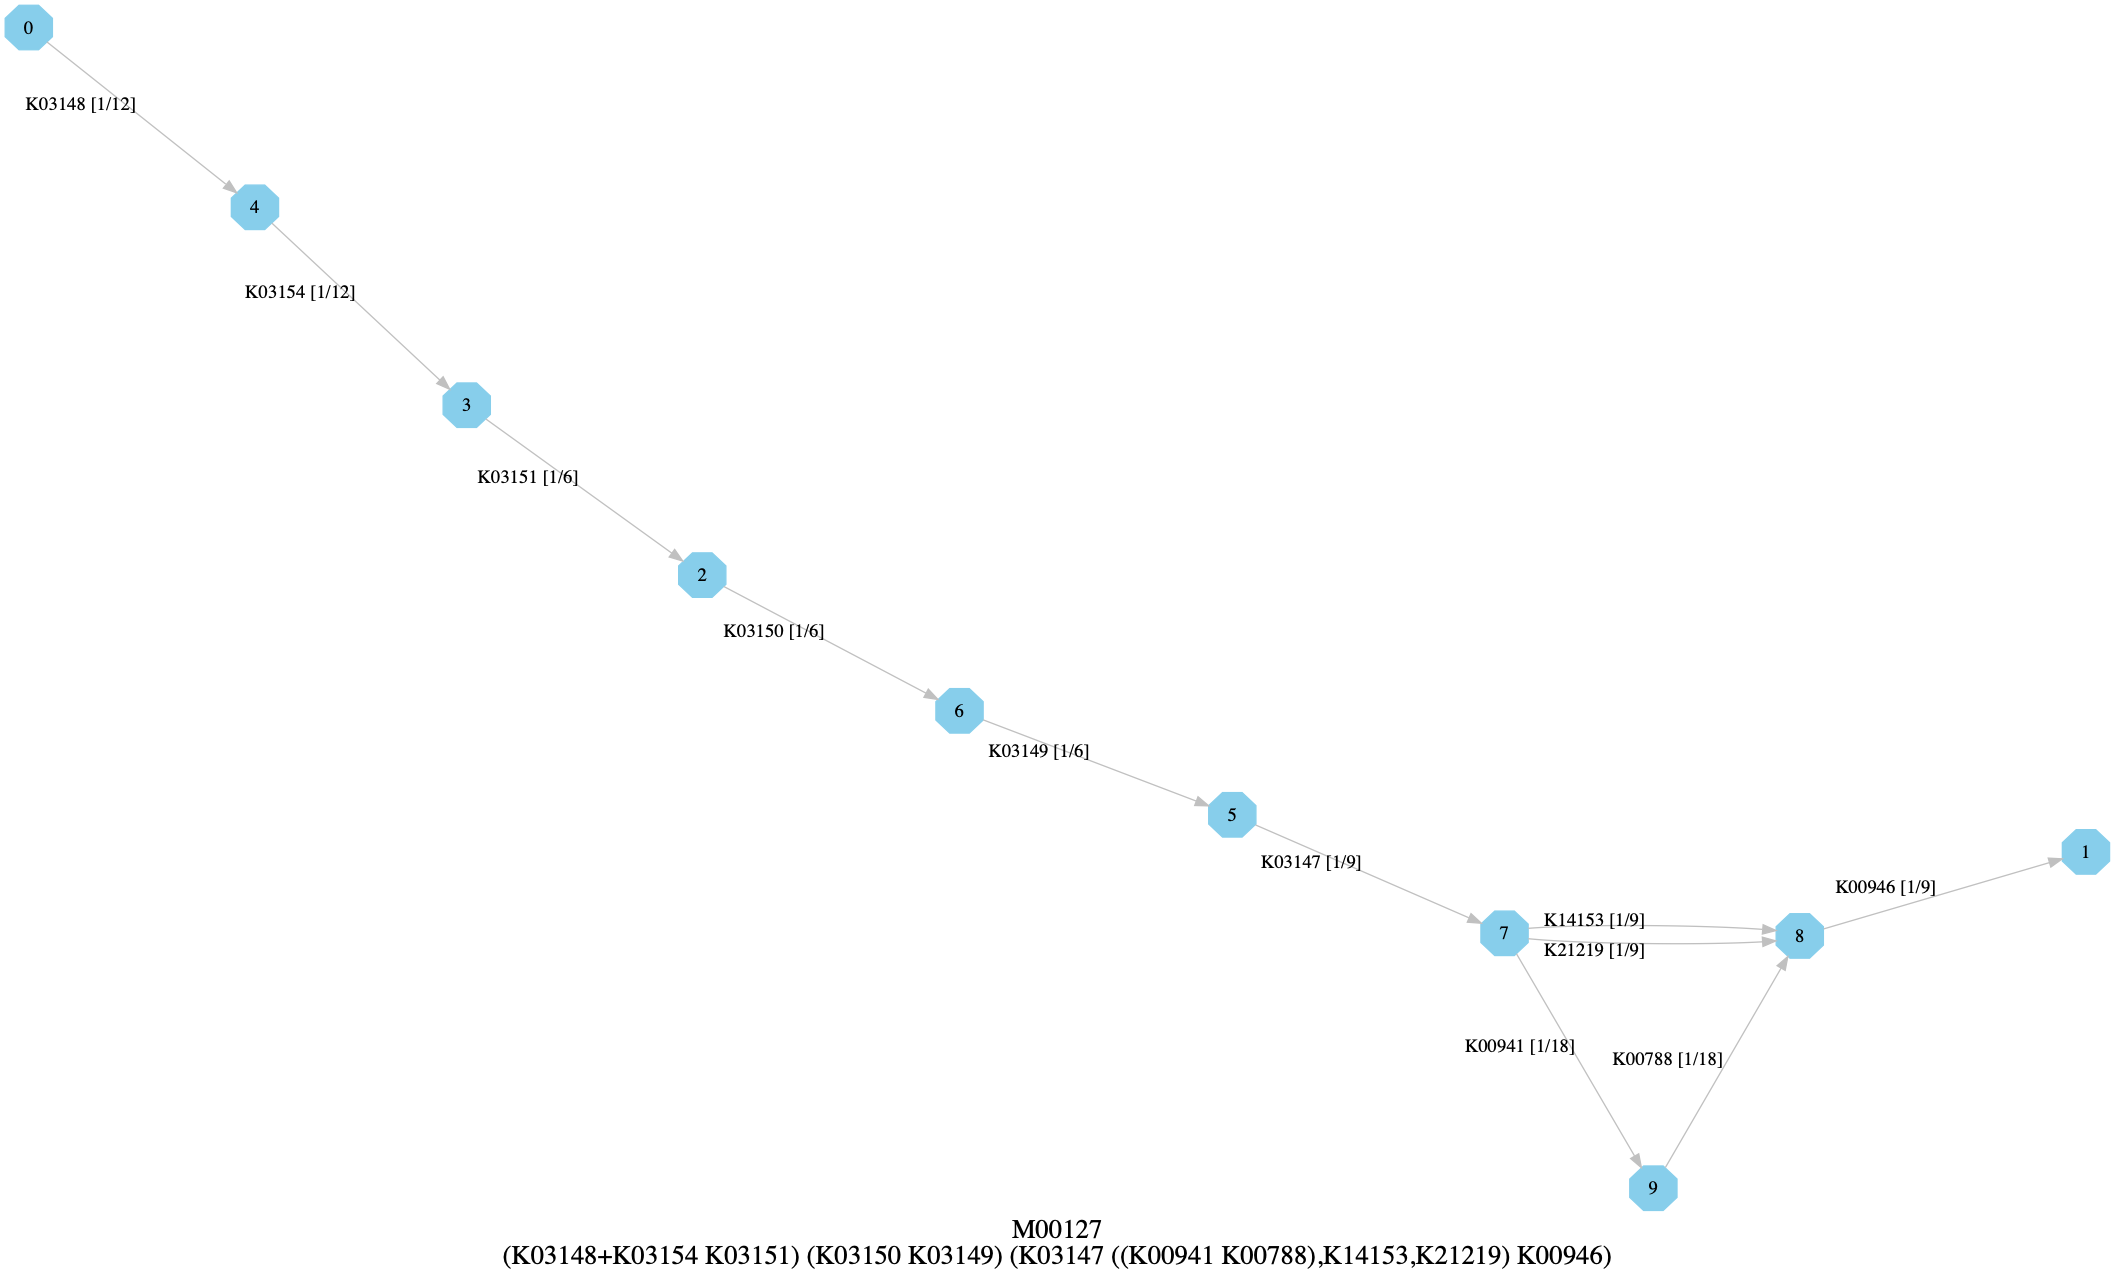 0
K03148 [1/12]
4
K03154 [1/12]
3
K03151 [1/6]
2
K03150 [1/6]
6
K03149 [1/6]
5
K03147 [1/9]
7
K14153 [1/9]
K21219 [1/9]
8
K00946 [1/9]
1
K00941 [1/18]
K00788 [1/18]
9
M00127
(K03148+K03154 K03151) (K03150 K03149) (K03147 ((K00941 K00788),K14153,K21219) K00946)